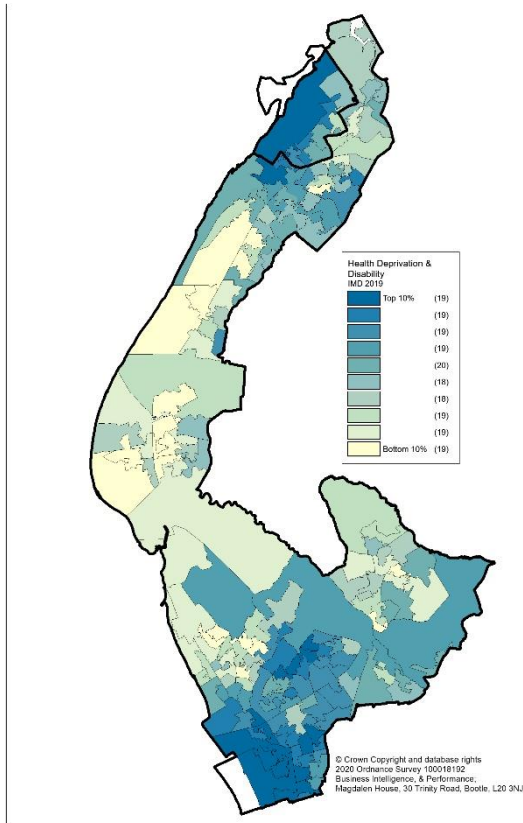 Health Deprivation &
Disability
IMD 2019
Top 10% (19)
(19)
(19)
(19)
(20)
(18)
(18)
(19)
(19)
Bottom 10% (19)
© Crown Copyright and database rights
2020 Ordnance Survey 100018192
Business Intelligence, & Performance,
Magdalen House, 30 Trinity Road, Bootle, L20 3NJ